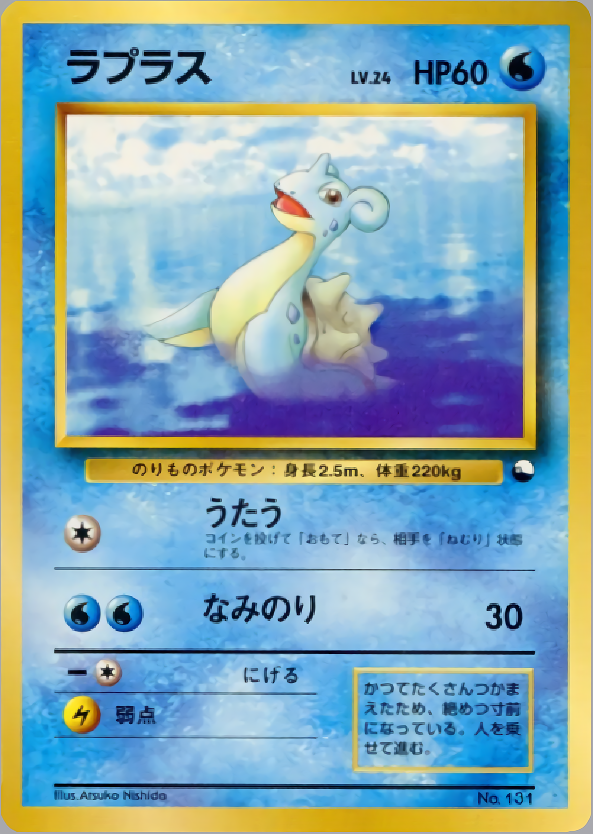 ラプラス LV.24 HP60
のりものポケモン：身長2.5m、体重220kg
うたう
コインを投げて「おもて」なら、相手を「ねむり」状態
にする。
なみのり 30
にげる
弱点
かつてたくさんつかま
えたため、絶めつ寸前
になっている。人を乗
せて進む。
Illus.Atsuko Nishida No. 131